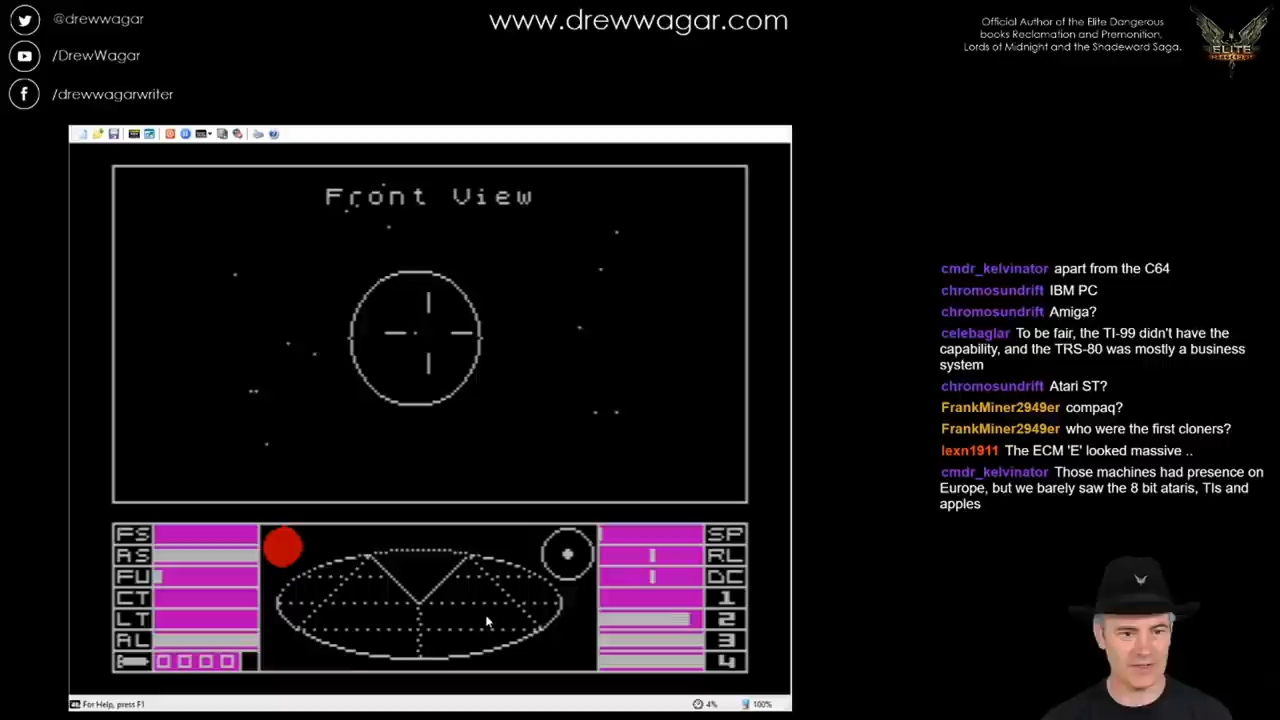 @drewwagar
/DrewWagar
/drewwagarwriter
www.drewwagar.com
Official Author of the Elite Dangerous
books Reclamation and Premonition,
Lords of Midnight and the Shadeward Saga.
ELITE
DANGEROUS
Front View
FS
AS
FU
CT
LT
AL
SP
RL
DC
1
2
3
4
For Help, press F1
4%
100%
cmd_kelvinator apart from the C64
chromosundrift IBM PC
chromosundrift Amiga?
celebaglar To be fair, the TI-99 didn't have the
capability, and the TRS-80 was mostly a business
system
chromosundrift Atari ST?
FrankMiner2949er compaq?
FrankMiner2949er who were the first cloners?
lexn1911 The ECM 'E' looked massive ..
cmdr_kelvinator Those machines had presence on
Europe, but we barely saw the 8 bit ataris, TIs and
apples